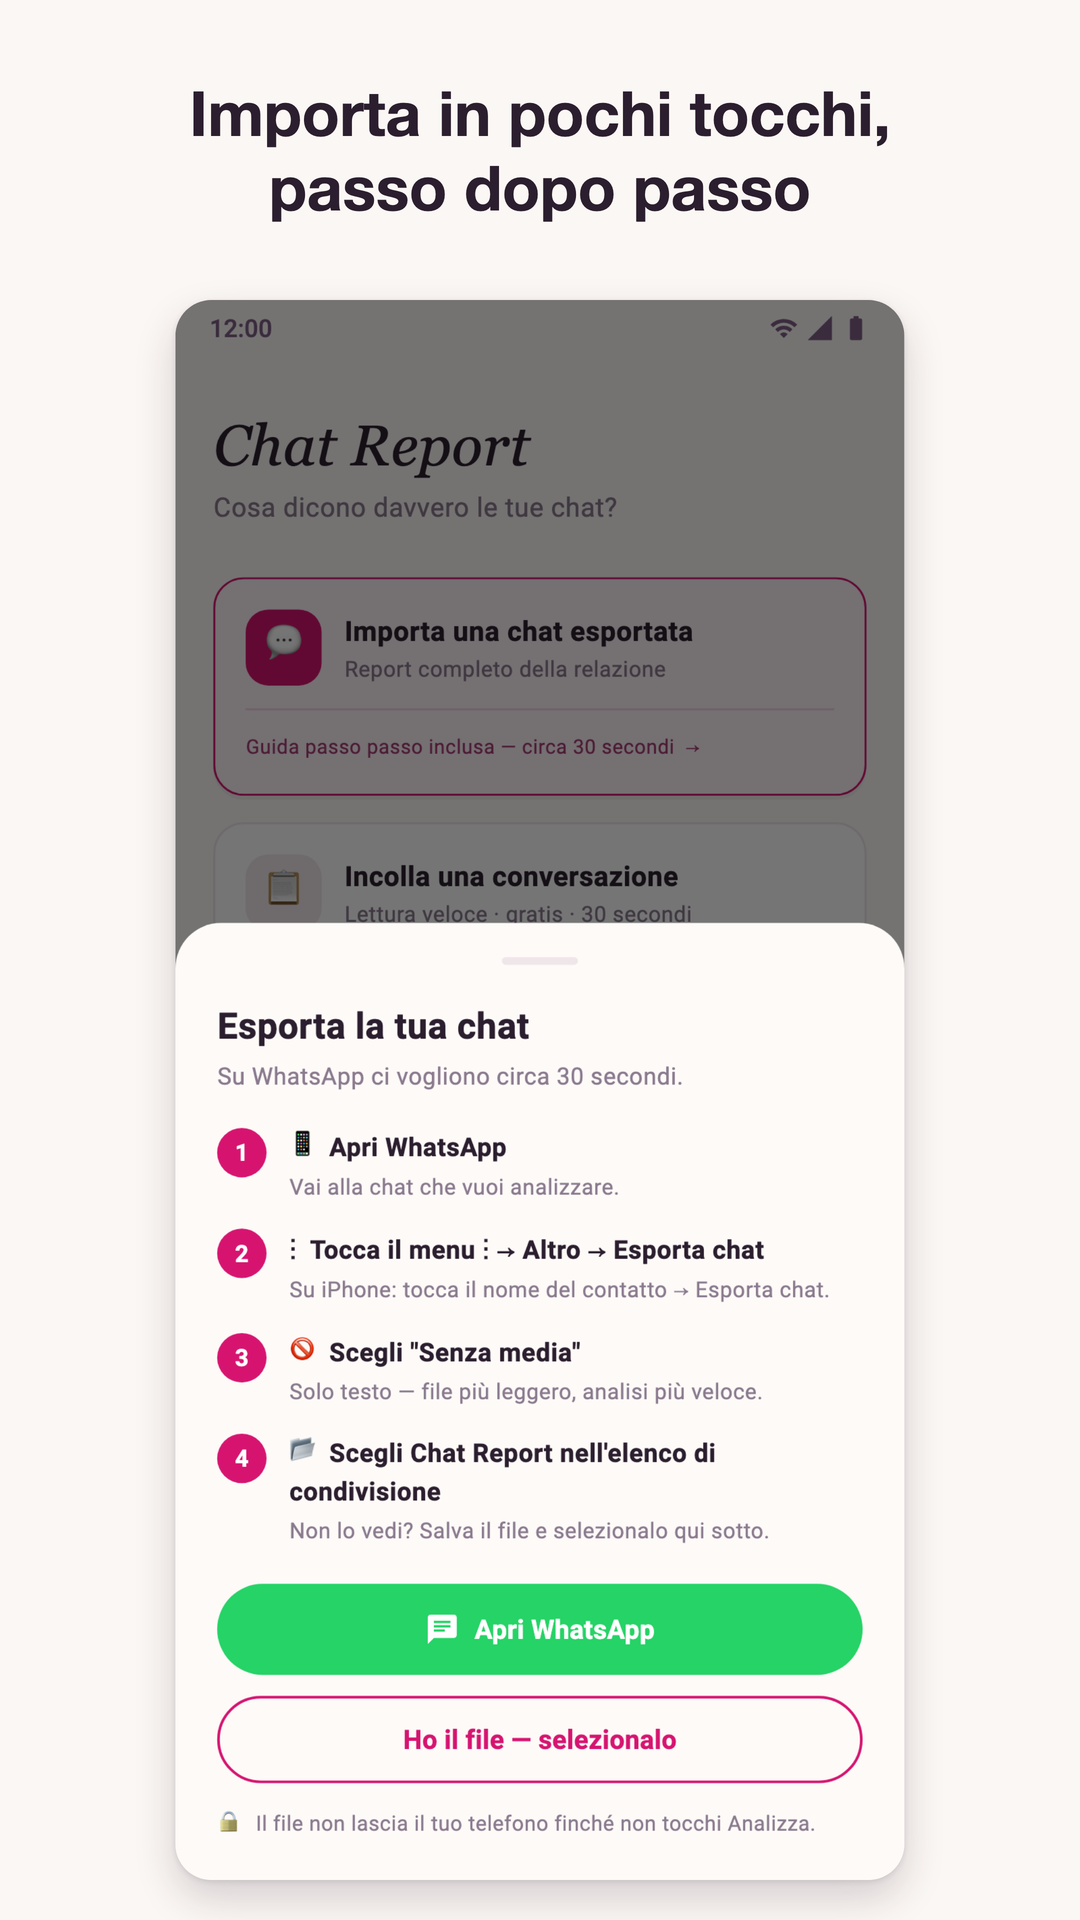 Importa in pochi tocchi,
passo dopo passo
12:00
Chat Report
Cosa dicono davvero le tue chat?
Importa una chat esportata
Report completo della relazione
Guida passo passo inclusa — circa 30 secondi →
Incolla una conversazione
Lettura veloce · gratis · 30 secondi
Esporta la tua chat
Su WhatsApp ci vogliono circa 30 secondi.
1 📱 Apri WhatsApp
Vai alla chat che vuoi analizzare.
2 ⋮ Tocca il menu ⋮ → Altro → Esporta chat
Su iPhone: tocca il nome del contatto → Esporta chat.
3 🚫 Scegli "Senza media"
Solo testo — file più leggero, analisi più veloce.
4 📂 Scegli Chat Report nell'elenco di
condivisione
Non lo vedi? Salva il file e selezionalo qui sotto.
Apri WhatsApp
Ho il file — selezionalo
🔒 Il file non lascia il tuo telefono finché non tocchi Analizza.